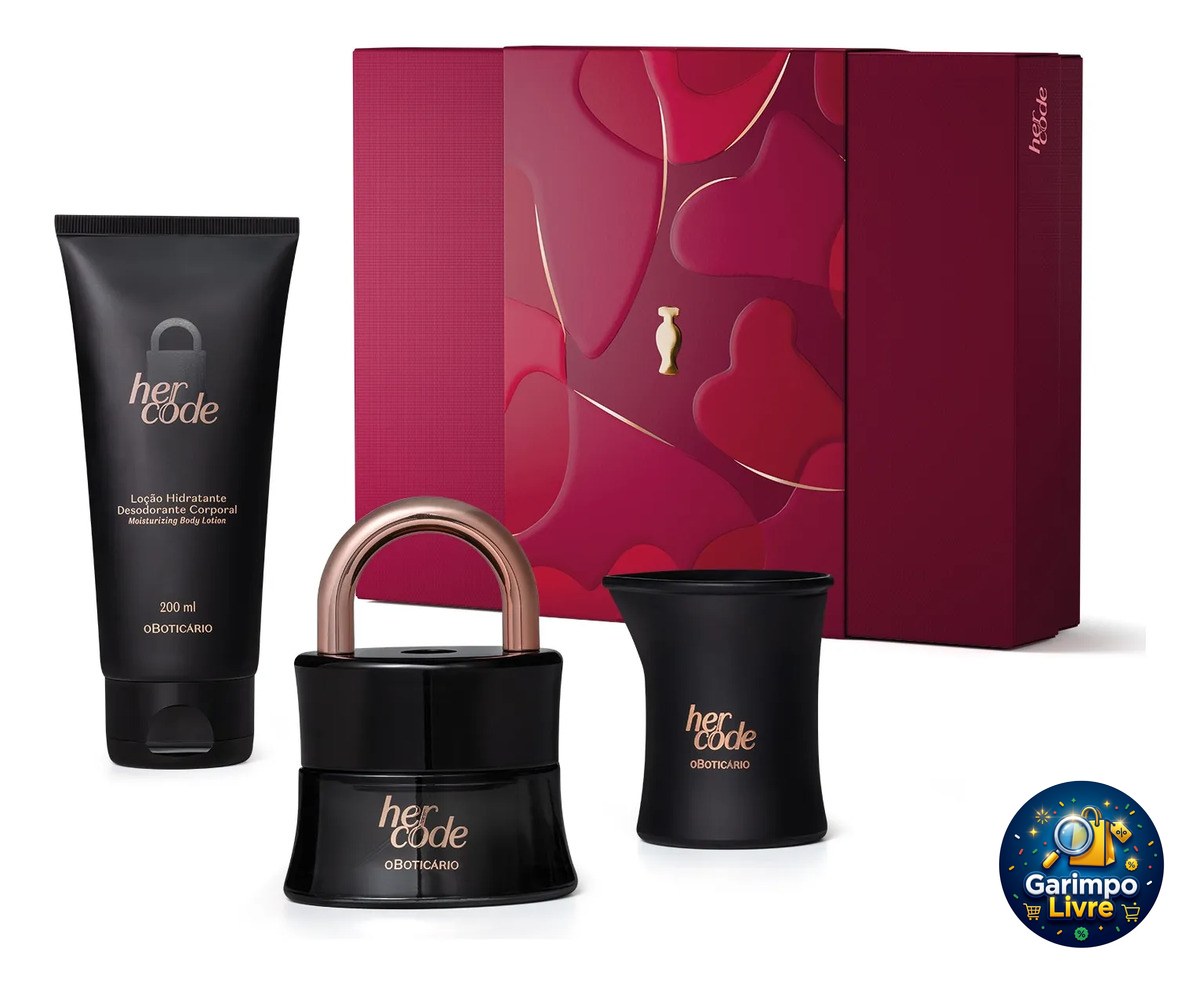 her
code
her
code
Loção Hidratante
Desodorante Corporal
Moisturizing Body Lotion
200 ml
oBOTICÁRIO
her
code
oBOTICÁRIO
her
code
oBOTICÁRIO
%
%
Garimpo
Livre
%